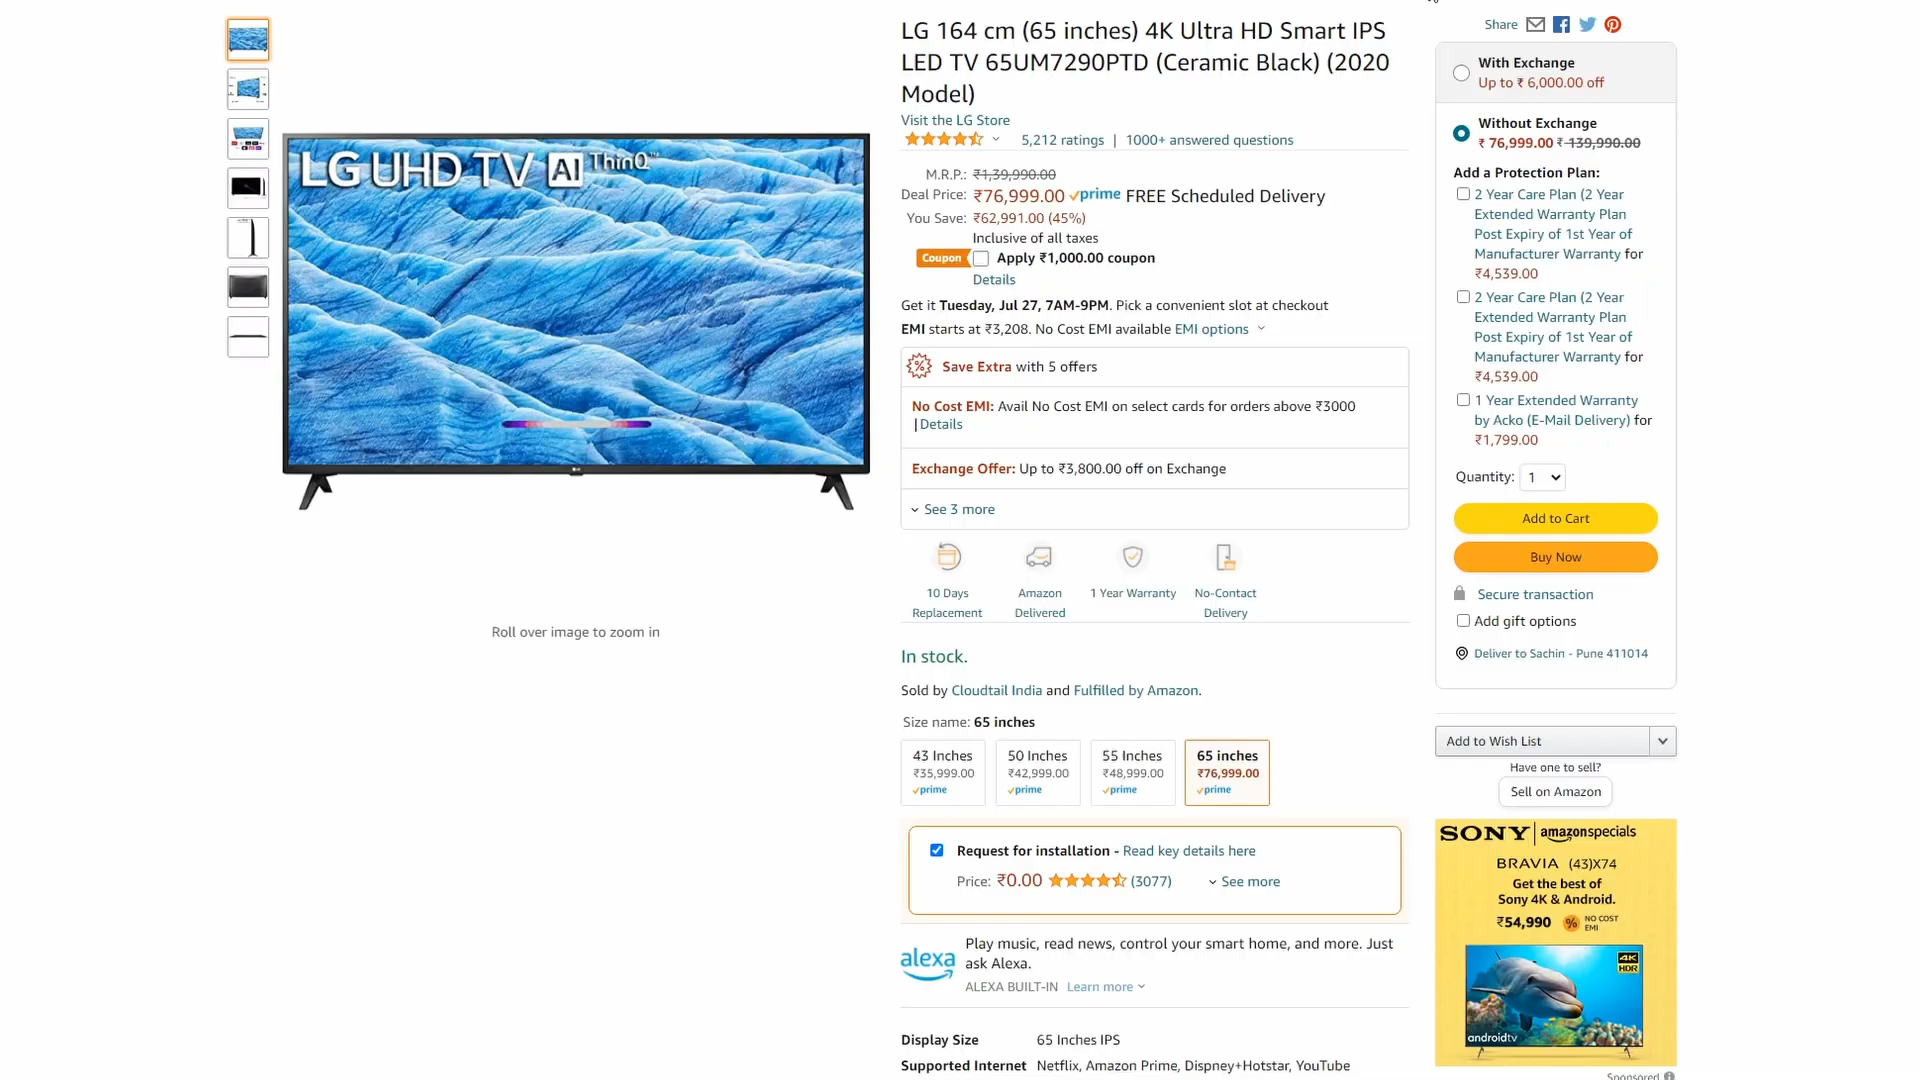 Share
LG 164 cm (65 inches) 4K Ultra HD Smart IPS
LED TV 65UM7290PTD (Ceramic Black) (2020
Model)
Visit the LG Store
5,212 ratings | 1000+ answered questions
M.R.P.: ₹1,39,990.00
Deal Price: ₹76,999.00 prime FREE Scheduled Delivery
You Save: ₹62,991.00 (45%)
Inclusive of all taxes
Coupon Apply ₹1,000.00 coupon
Details
Get it Tuesday, Jul 27, 7AM-9PM. Pick a convenient slot at checkout
EMI starts at ₹3,208. No Cost EMI available EMI options
Save Extra with 5 offers
No Cost EMI: Avail No Cost EMI on select cards for orders above ₹3000
|Details
Exchange Offer: Up to ₹3,800.00 off on Exchange
See 3 more
10 Days
Replacement
Amazon
Delivered
1 Year Warranty
No-Contact
Delivery
In stock.
Sold by Cloudtail India and Fulfilled by Amazon.
Size name: 65 inches
43 Inches
₹35,999.00
prime
50 Inches
₹42,999.00
prime
55 Inches
₹48,999.00
prime
65 inches
₹76,999.00
prime
Request for installation - Read key details here
Price: ₹0.00 (3077) See more
alexa
Play music, read news, control your smart home, and more. Just
ask Alexa.
ALEXA BUILT-IN Learn more
Display Size 65 Inches IPS
Supported Internet Netflix, Amazon Prime, Dispney+Hotstar, YouTube
LG UHD TV AI ThinQ™
Roll over image to zoom in
With Exchange
Up to ₹ 6,000.00 off
Without Exchange
₹ 76,999.00 ₹ 139,990.00
Add a Protection Plan:
2 Year Care Plan (2 Year
Extended Warranty Plan
Post Expiry of 1st Year of
Manufacturer Warranty for
₹4,539.00
2 Year Care Plan (2 Year
Extended Warranty Plan
Post Expiry of 1st Year of
Manufacturer Warranty for
₹4,539.00
1 Year Extended Warranty
by Acko (E-Mail Delivery) for
₹1,799.00
Quantity: 1
Add to Cart
Buy Now
Secure transaction
Add gift options
Deliver to Sachin - Pune 411014
Add to Wish List
Have one to sell?
Sell on Amazon
SONY | amazonspecials
BRAVIA (43)X74
Get the best of
Sony 4K & Android.
₹54,990 % NO COST
EMI
4K
HDR
androidtv
Sponsored